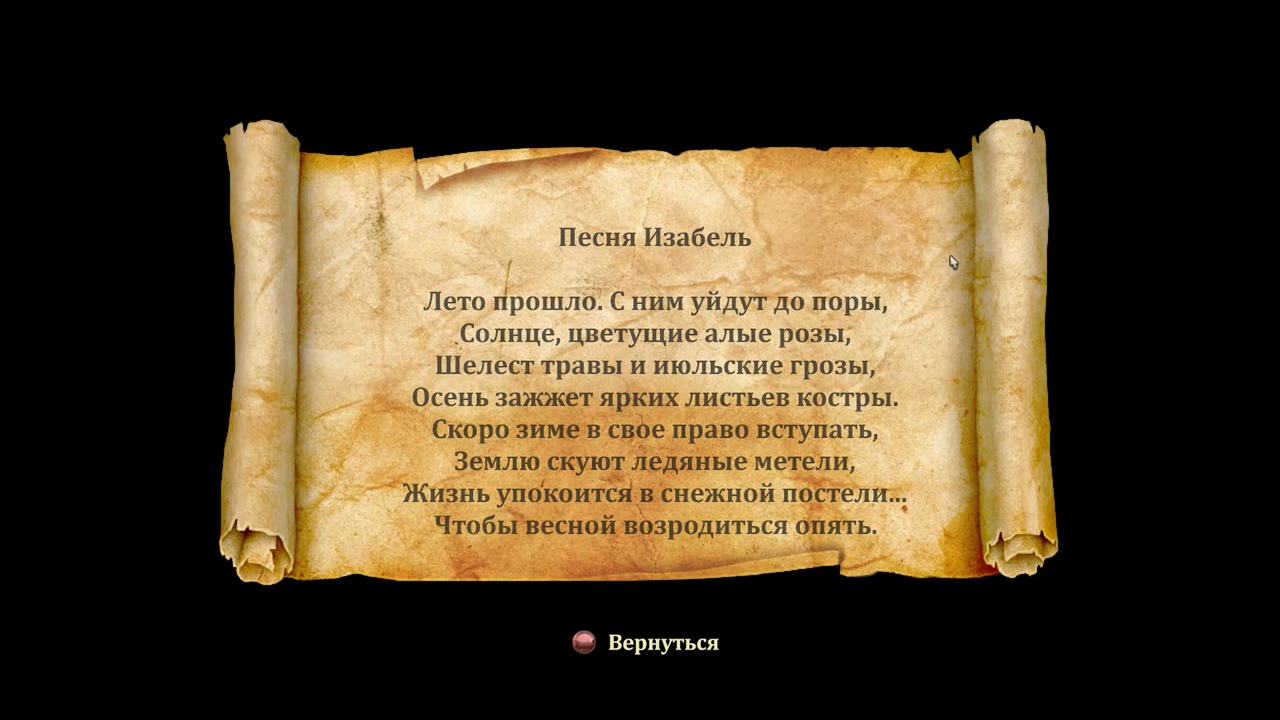 Песня Изабель
Лето прошло. С ним уйдут до поры,
Солнце, цветущие алые розы,
Шелест травы и июльские грозы,
Осень зажжет ярких листьев костры.
Скоро зиме в свое право вступать,
Землю скуют ледяные метели,
Жизнь упокоится в снежной постели...
Чтобы весной возродиться опять.
Вернуться